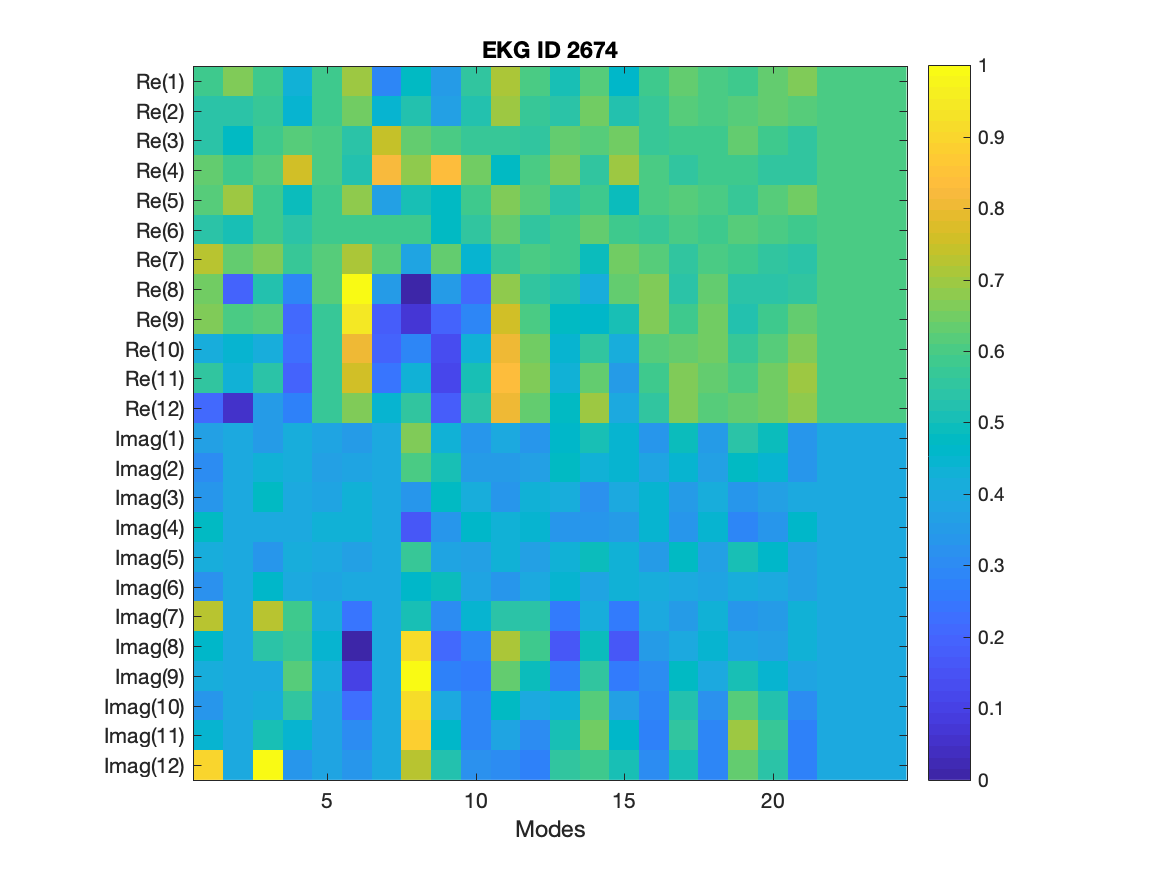 EKG ID 2674
Re(1)
Re(2)
Re(3)
Re(4)
Re(5)
Re(6)
Re(7)
Re(8)
Re(9)
Re(10)
Re(11)
Re(12)
Imag(1)
Imag(2)
Imag(3)
Imag(4)
Imag(5)
Imag(6)
Imag(7)
Imag(8)
Imag(9)
Imag(10)
Imag(11)
Imag(12)
5 10 15 20
Modes
1
0.9
0.8
0.7
0.6
0.5
0.4
0.3
0.2
0.1
0